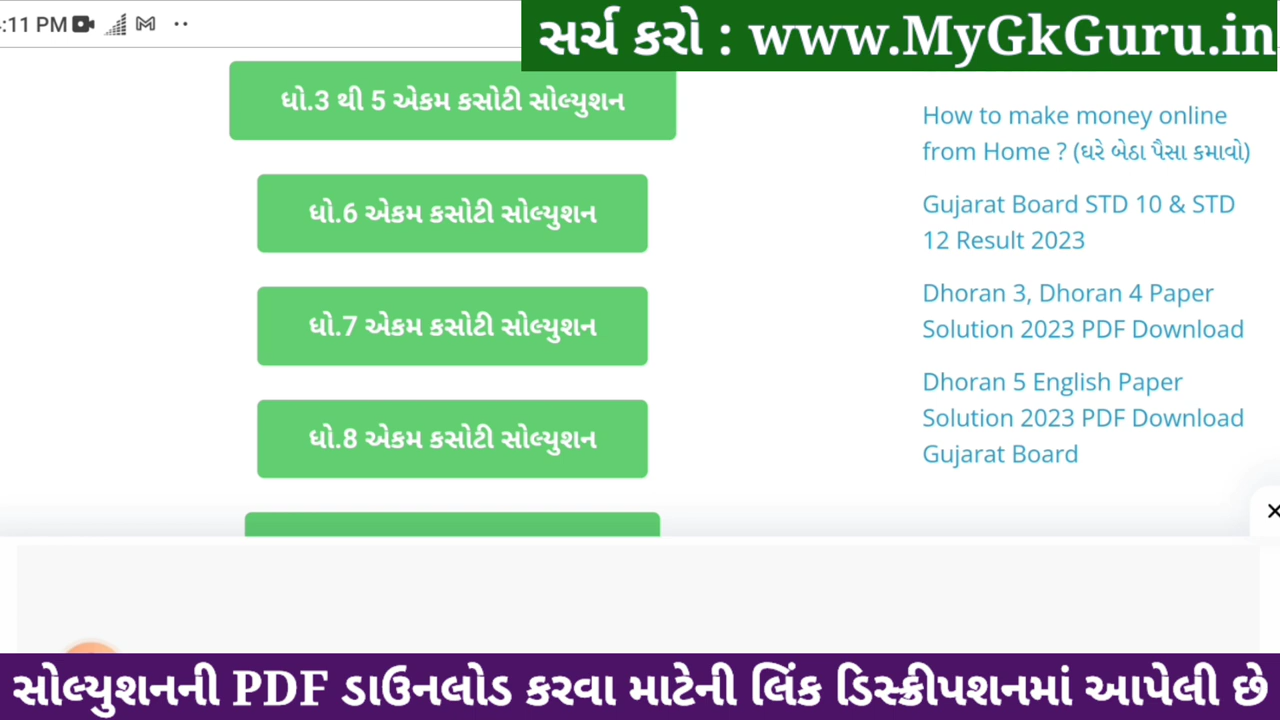 :11 PM
સર્ચ કરો : www.MyGkGuru.in
ધો.3 થી 5 એકમ કસોટી સોલ્યુશન
ધો.6 એકમ કસોટી સોલ્યુશન
ધો.7 એકમ કસોટી સોલ્યુશન
ધો.8 એકમ કસોટી સોલ્યુશન
How to make money online
from Home ? (ઘરે બેઠા પૈસા કમાવો)
Gujarat Board STD 10 & STD
12 Result 2023
Dhoran 3, Dhoran 4 Paper
Solution 2023 PDF Download
Dhoran 5 English Paper
Solution 2023 PDF Download
Gujarat Board
સોલ્યુશનની PDF ડાઉનલોડ કરવા માટેની લિંક ડિસ્ક્રીપશનમાં આપેલી છે